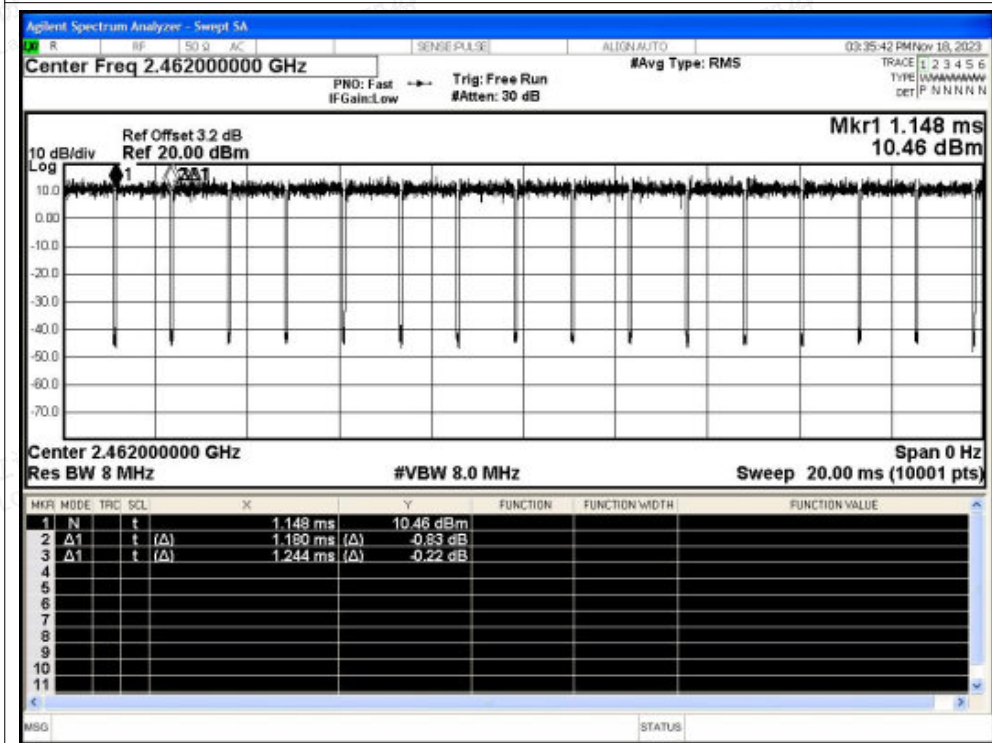 Agilent Spectrum Analyzer - Swept SA
LXI R RF 50 Ω AC SENSE:PULSE ALIGN AUTO 03:35:42 PM Nov 18, 2023
Center Freq 2.462000000 GHz #Avg Type: RMS TRACE 1 2 3 4 5 6
PNO: Fast Trig: Free Run TYPE
IFGain:Low #Atten: 30 dB DET P N N N N N
Mkr1 1.148 ms
Ref Offset 3.2 dB
10 dB/div Ref 20.00 dBm 10.46 dBm
Log
1 2Δ1
10.0
0.00
-10.0
-20.0
-30.0
-40.0
-50.0
-60.0
-70.0
Center 2.462000000 GHz Span 0 Hz
Res BW 8 MHz #VBW 8.0 MHz Sweep 20.00 ms (10001 pts)
MKR MODE TRC SCL X Y FUNCTION FUNCTION WIDTH FUNCTION VALUE
1 N t 1.148 ms 10.46 dBm
2 Δ1 t (Δ) 1.180 ms (Δ) -0.83 dB
3 Δ1 t (Δ) 1.244 ms (Δ) -0.22 dB
4
5
6
7
8
9
10
11
MSG STATUS